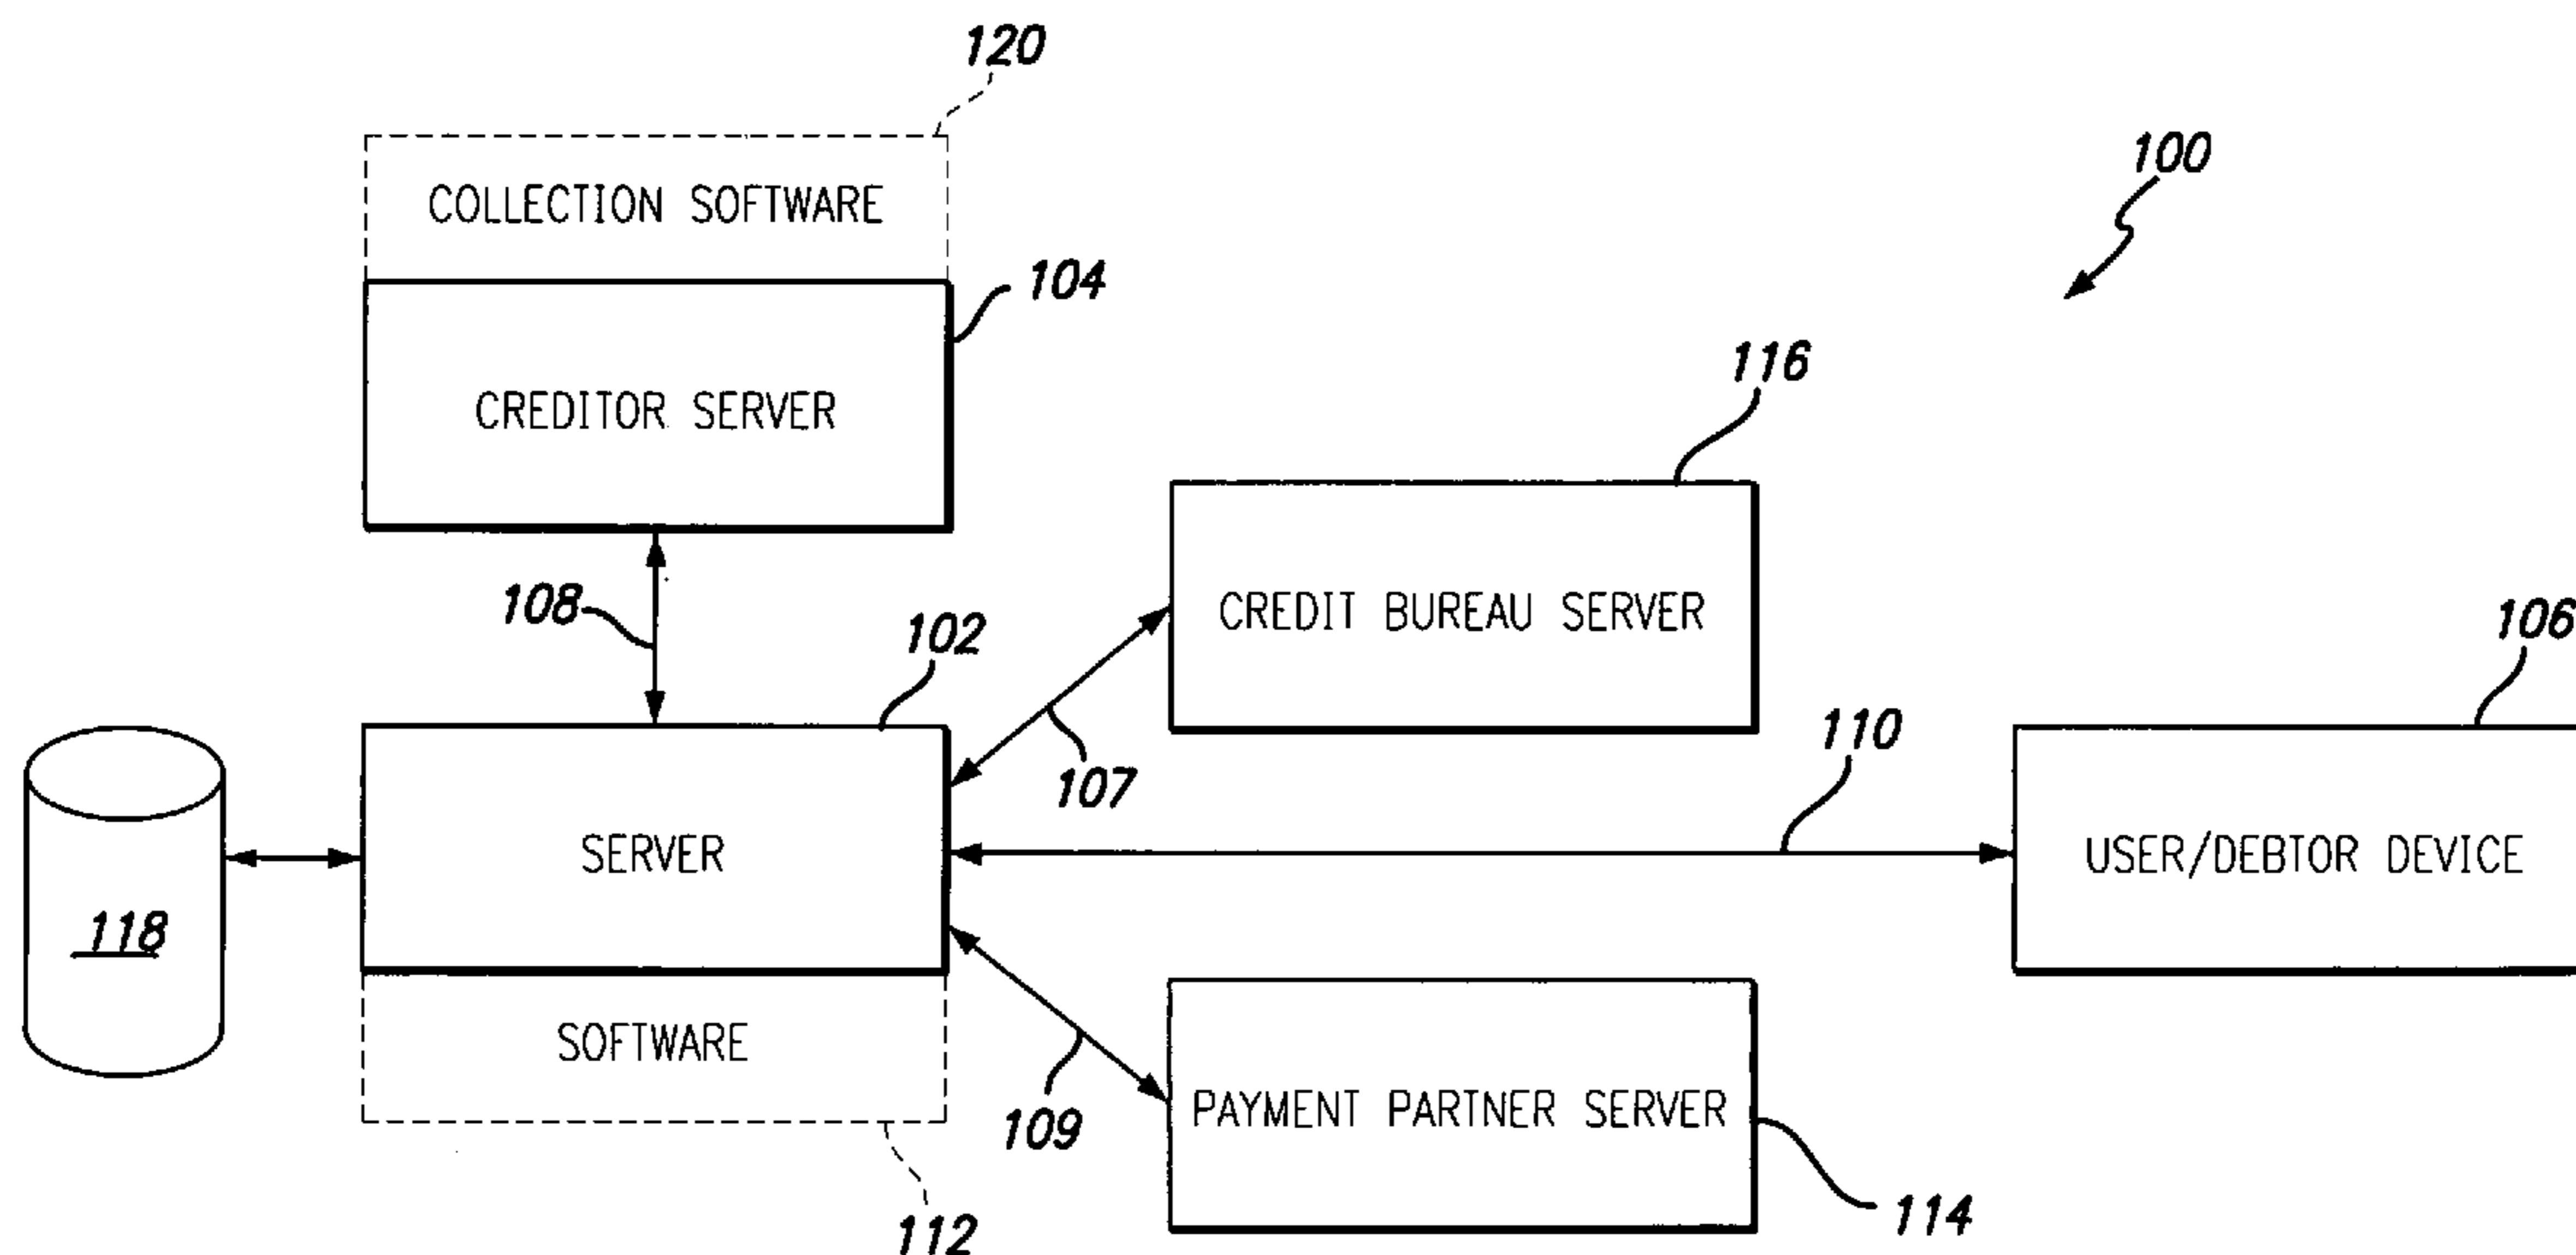 120
COLLECTION SOFTWARE
100
104
CREDITOR SERVER
116
108
102
CREDIT BUREAU SERVER
106
107
110
SERVER
USER/DEBTOR DEVICE
118
SOFTWARE
109
PAYMENT PARTNER SERVER
112
114